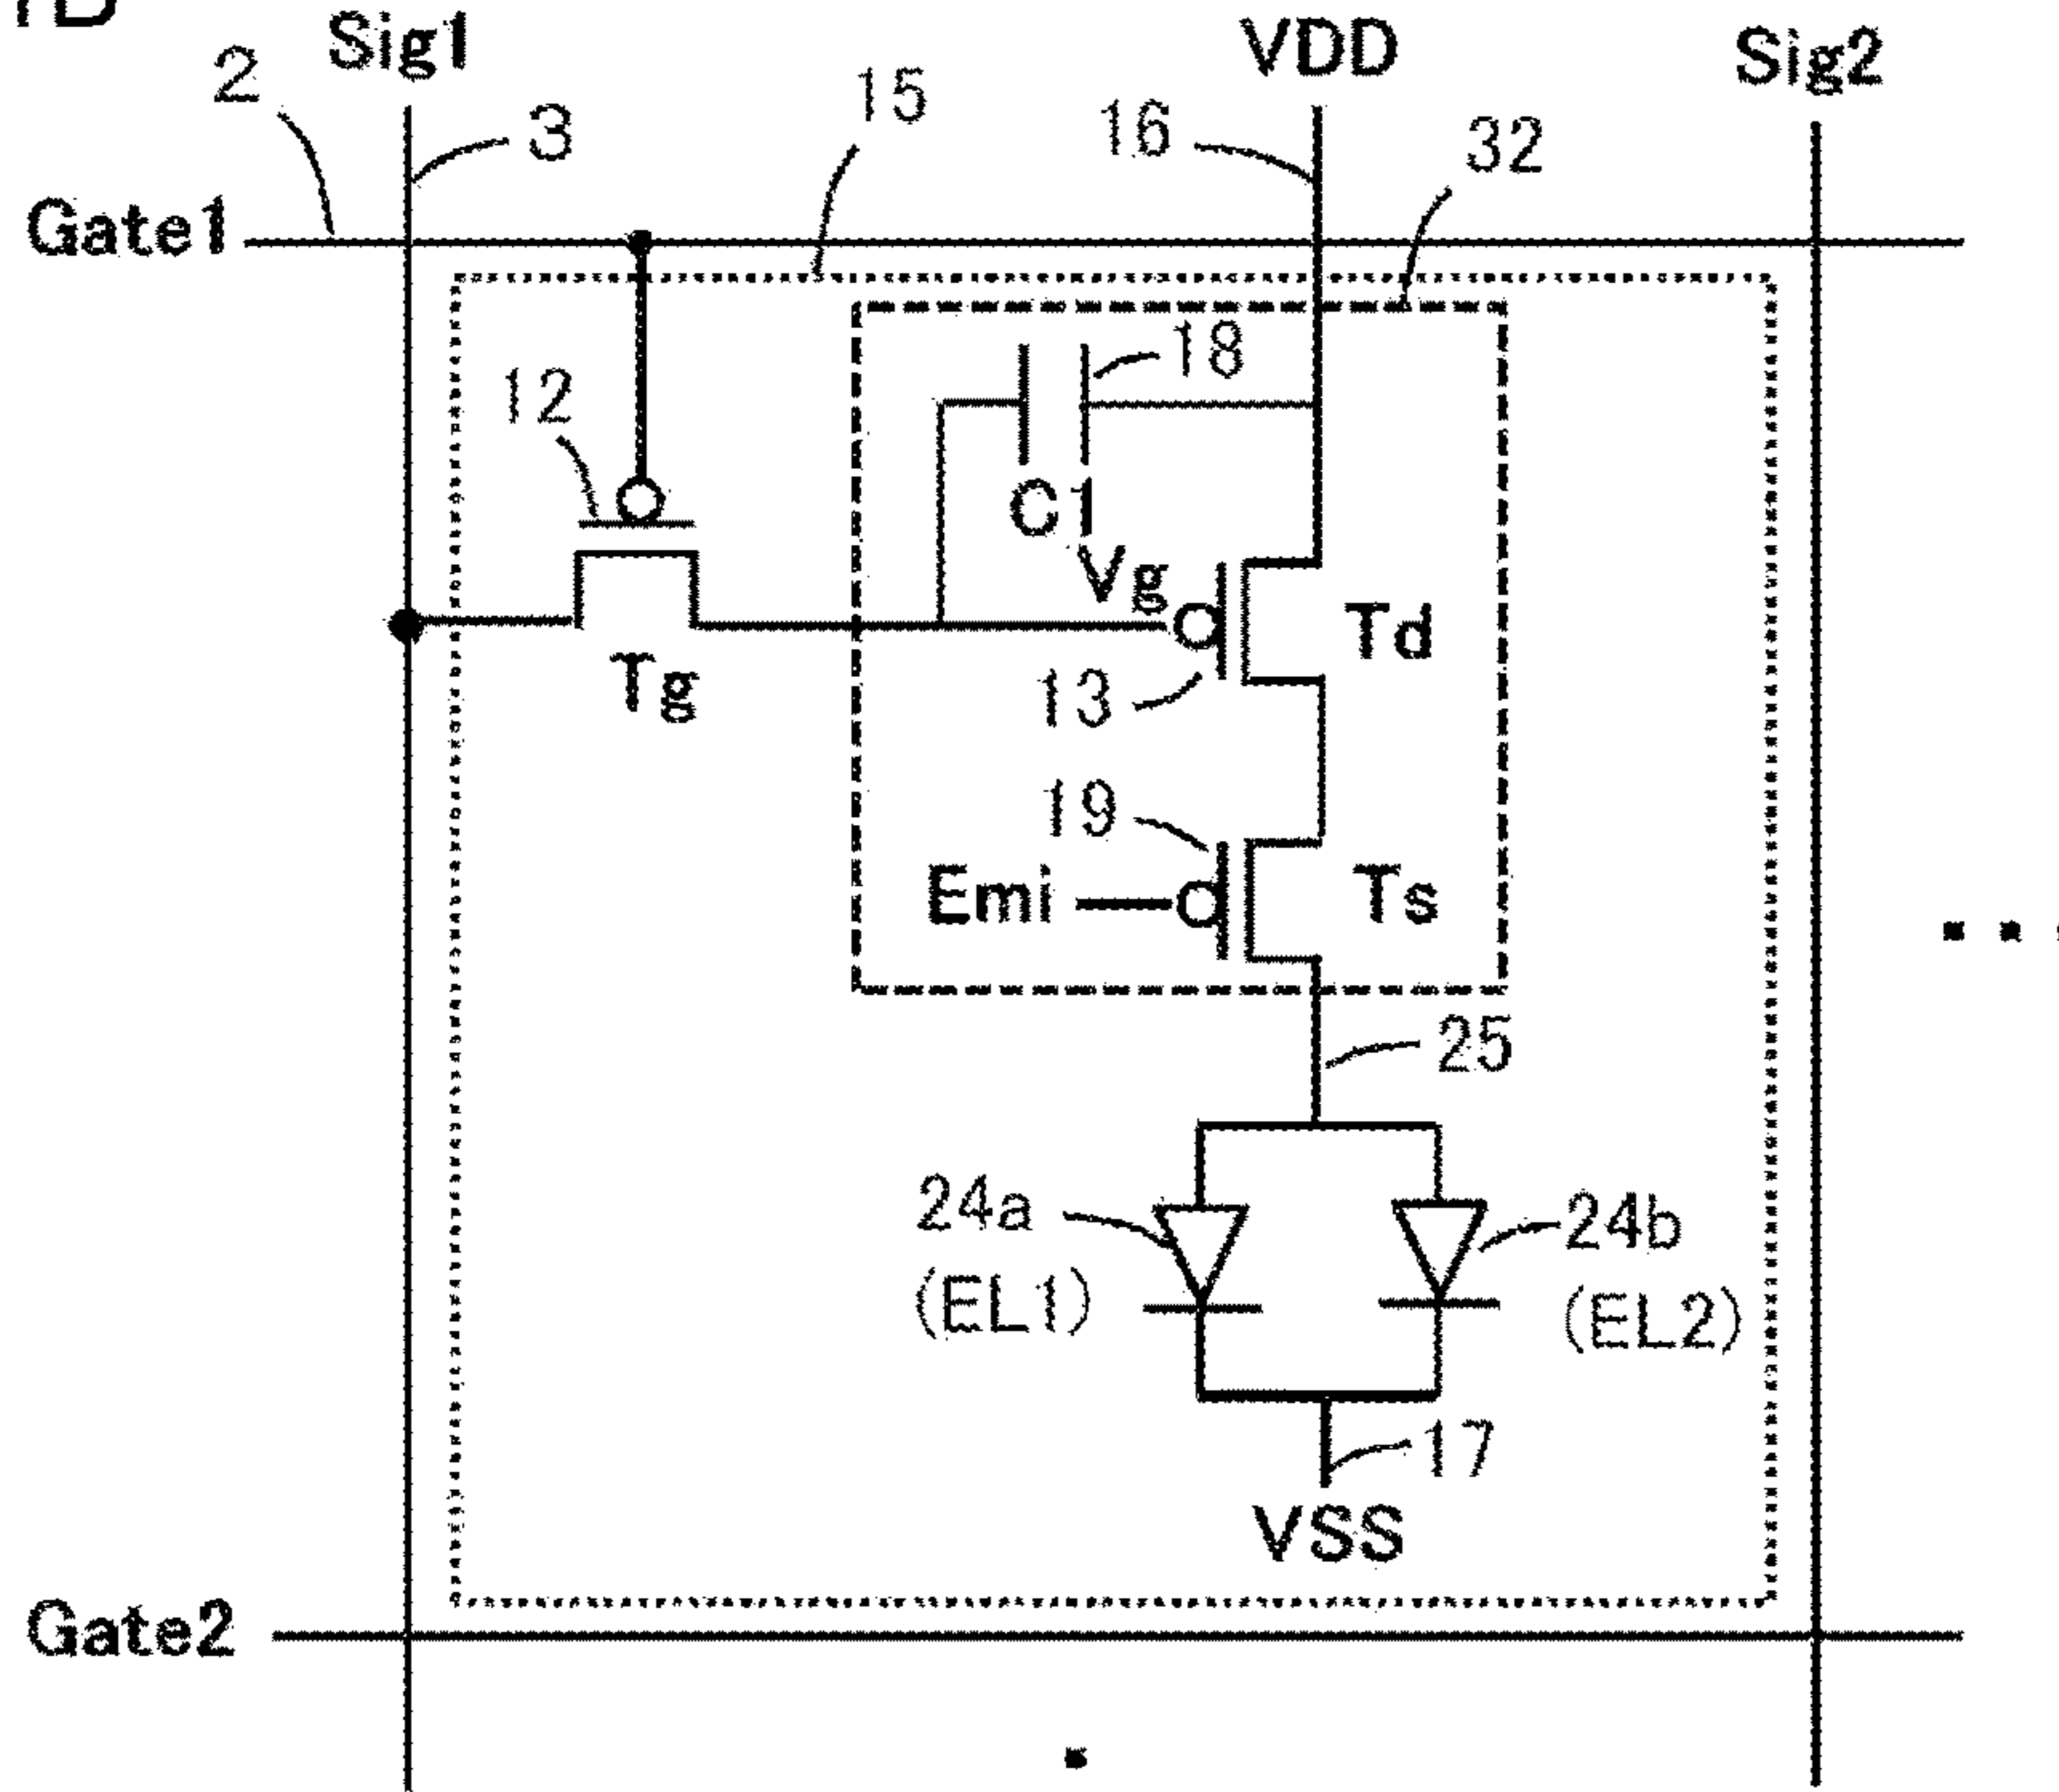 Sig1
VDD
Sig2
2
3
15
16
32
Gate1
18
12
C1
Vg
Td
Tg
13
19
Emi
Ts
25
24a
(EL1)
24b
(EL2)
17
VSS
Gate2